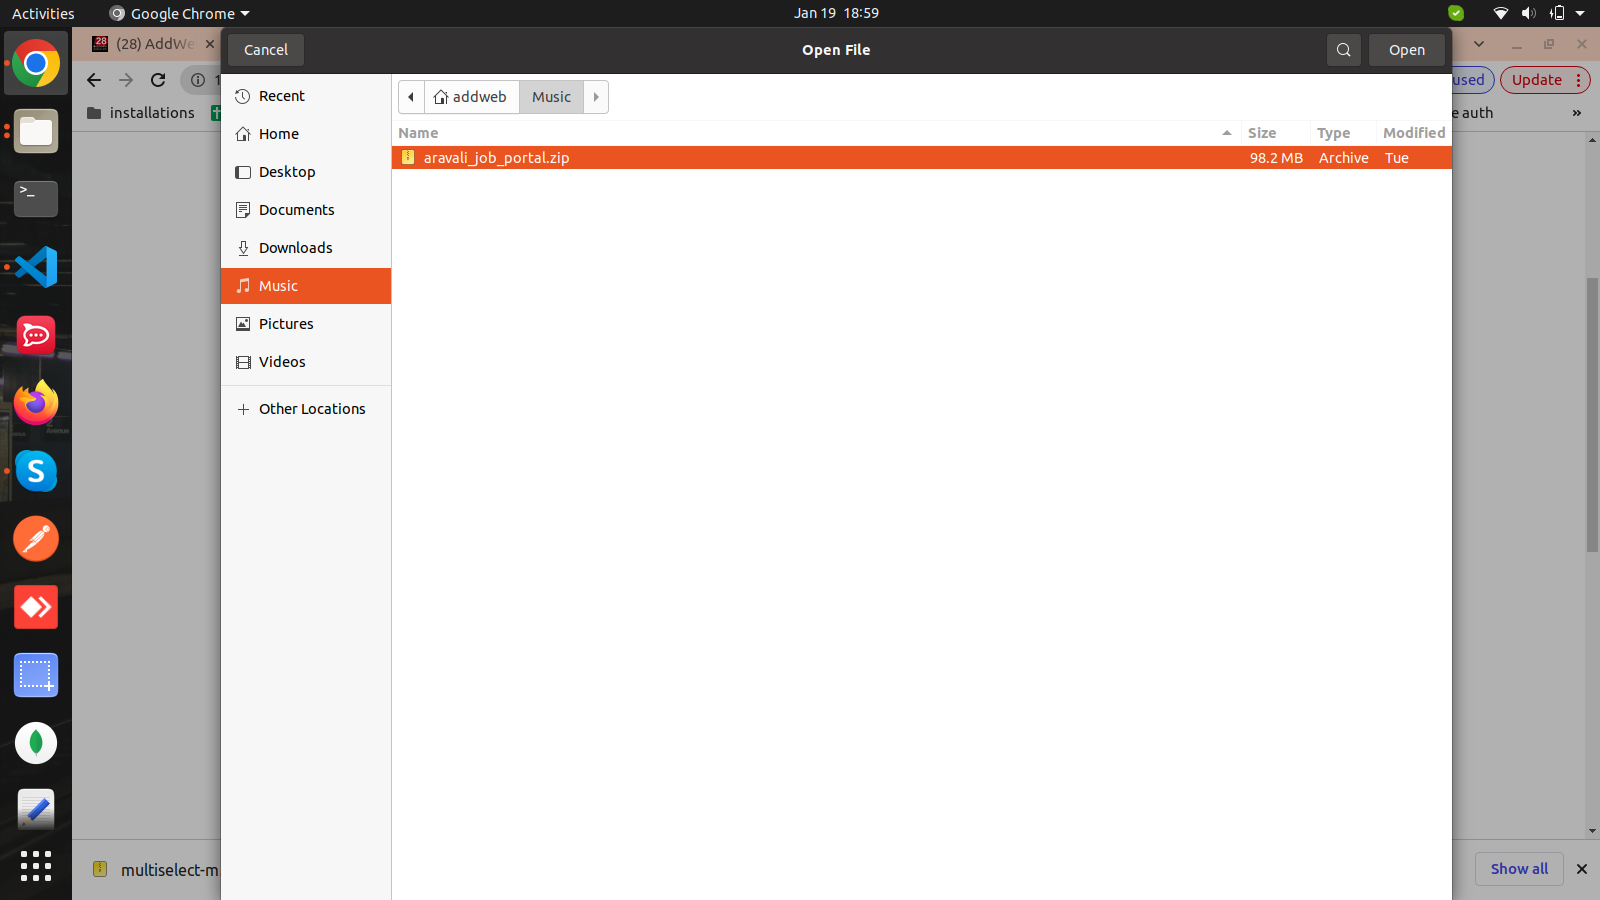 Activities Google Chrome Jan 19 18:59
(28) AddWe
Cancel Open File Open
1 used Update
installations e auth »
Recent
Home
Desktop
Documents
Downloads
Music
Pictures
Videos
Other Locations
addweb Music
Name Size Type Modified
aravali_job_portal.zip 98.2 MB Archive Tue
multiselect-m Show all